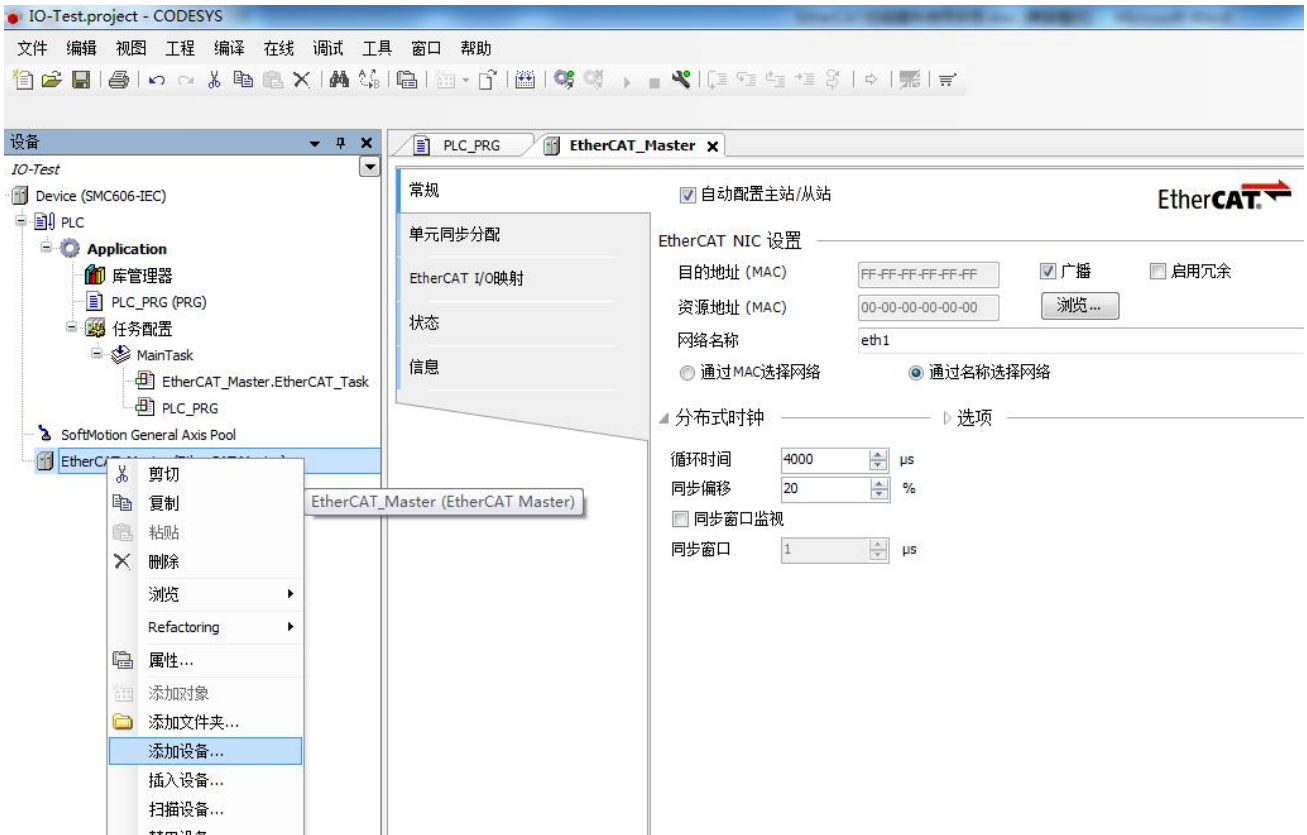 IO-Test.project - CODESYS
文件 编辑 视图 工程 编译 在线 调试 工具 窗口 帮助
设备
IO-Test
Device (SMC606-IEC)
PLC
Application
库管理器
PLC_PRG (PRG)
任务配置
MainTask
EtherCAT_Master.EtherCAT_Task
PLC_PRG
SoftMotion General Axis Pool
剪切
复制
粘贴
删除
浏览
Refactoring
属性...
添加对象
添加文件夹...
添加设备...
插入设备...
扫描设备...
EtherCAT_Master (EtherCAT Master)
PLC_PRG EtherCAT_Master
常规
单元同步分配
EtherCAT I/O映射
状态
信息
自动配置主站/从站 EtherCAT.
EtherCAT NIC 设置
目的地址 (MAC) FF-FF-FF-FF-FF-FF 广播 启用冗余
资源地址 (MAC) 00-00-00-00-00-00 浏览...
网络名称 eth1
通过MAC选择网络 通过名称选择网络
分布式时钟 选项
循环时间 4000 µs
同步偏移 20 %
同步窗口监视
同步窗口 1 µs